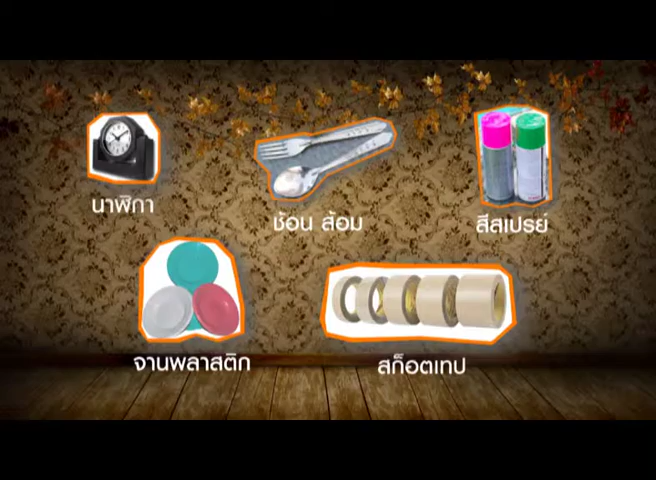 นาฬิกา
ช้อน ส้อม
สีสเปรย์
จานพลาสติก
สก็อตเทป